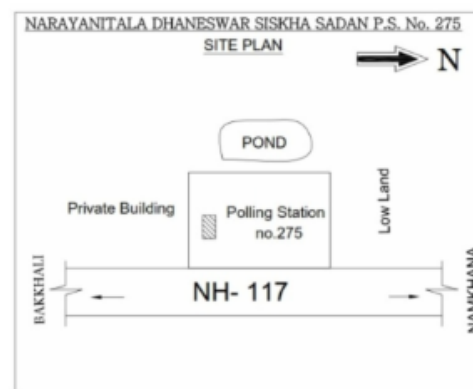 NARAYANITALA DHANESWAR SISKHA SADAN P.S. No. 275
SITE PLAN
N
POND
Private Building
Polling Station
no.275
Low Land
BAKKHALI
NH- 117
NAMKHANA